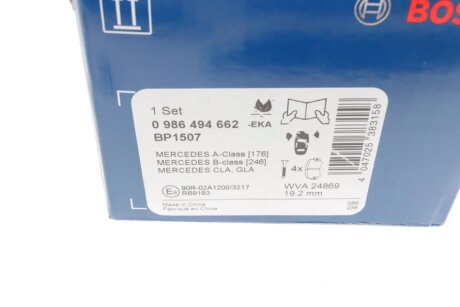 BOS
1 Set
0 986 494 662 -EKA
BP1507
MERCEDES A-Class [176]
MERCEDES B-class [246]
MERCEDES CLA, GLA
4x
90R-02A1200/3217
RB9193
WVA 24869
19.2 mm
Made in China
Fabriqué en Chine
4 047025 383158